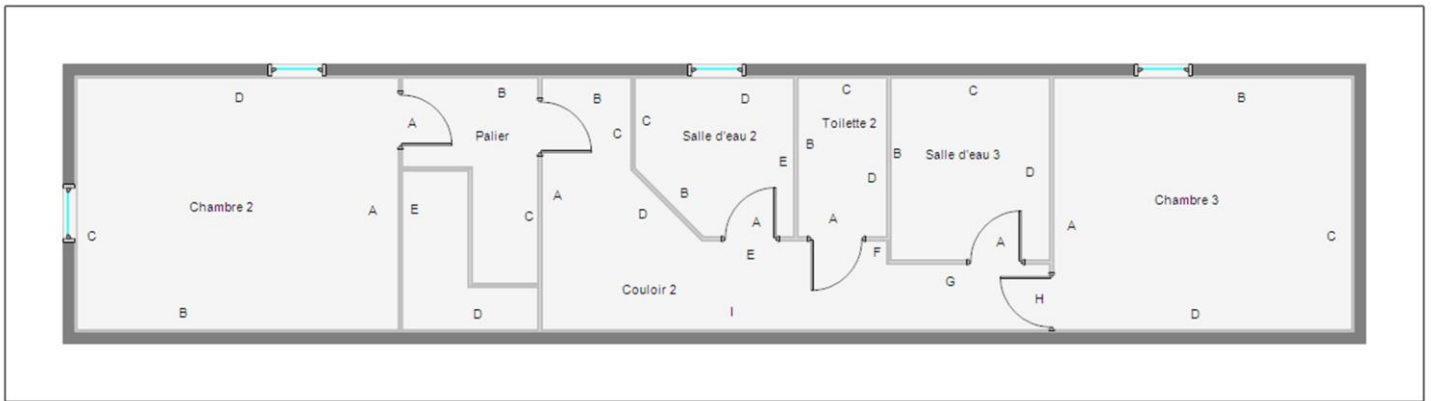 D
B
B
C
D
C
C
B
A
Palier
C
C
Salle d'eau 2
Toilette 2
B
B
Salle d'eau 3
E
D
D
A
B
Chambre 2
A
E
C
D
A
A
A
Chambre 3
A
C
E
F
A
C
G
Couloir 2
H
B
D
I
D